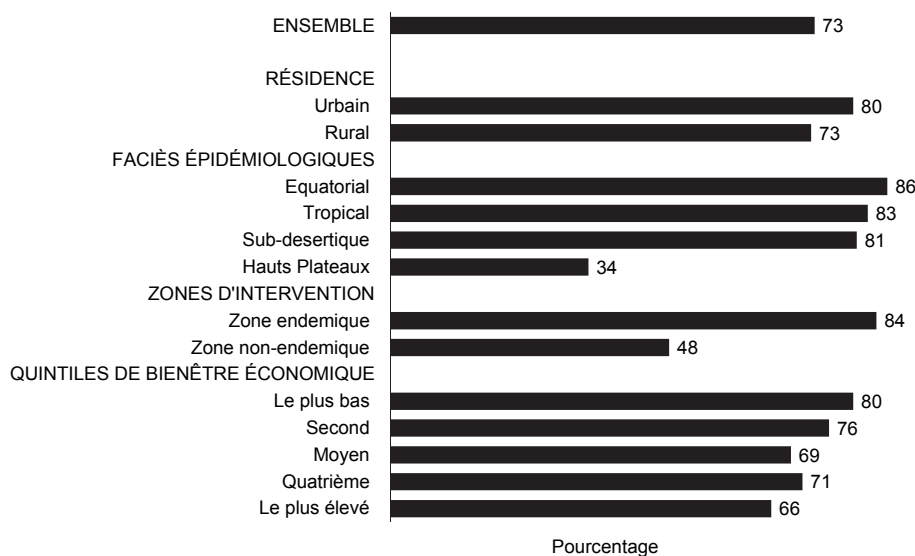 ENSEMBLE 73
RÉSIDENCE
Urbain 80
Rural 73
FACIÈS ÉPIDÉMIOLOGIQUES
Equatorial 86
Tropical 83
Sub-desertique 81
Hauts Plateaux 34
ZONES D'INTERVENTION
Zone endemique 84
Zone non-endemique 48
QUINTILES DE BIENÊTRE ÉCONOMIQUE
Le plus bas 80
Second 76
Moyen 69
Quatrième 71
Le plus élevé 66
Pourcentage